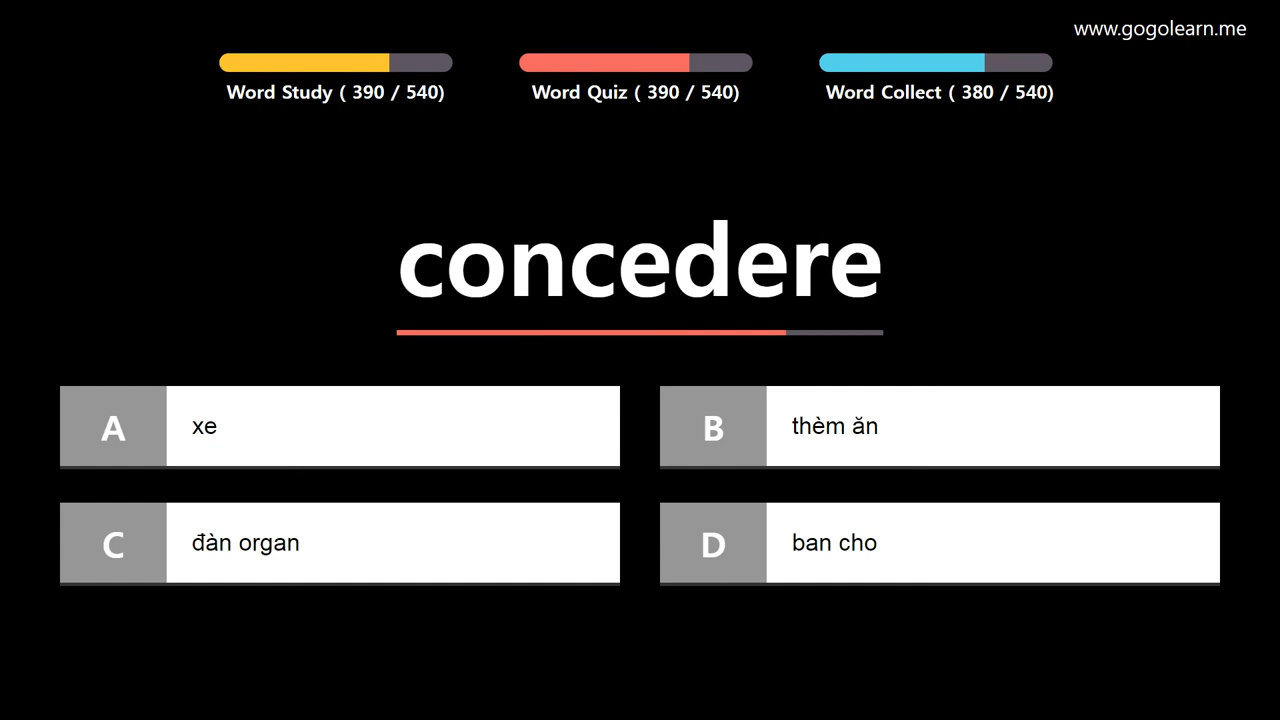 www.gogolearn.me
Word Study ( 390 / 540)
Word Quiz ( 390 / 540)
Word Collect ( 380 / 540)
concedere
A xe
B thèm ăn
C đàn organ
D ban cho